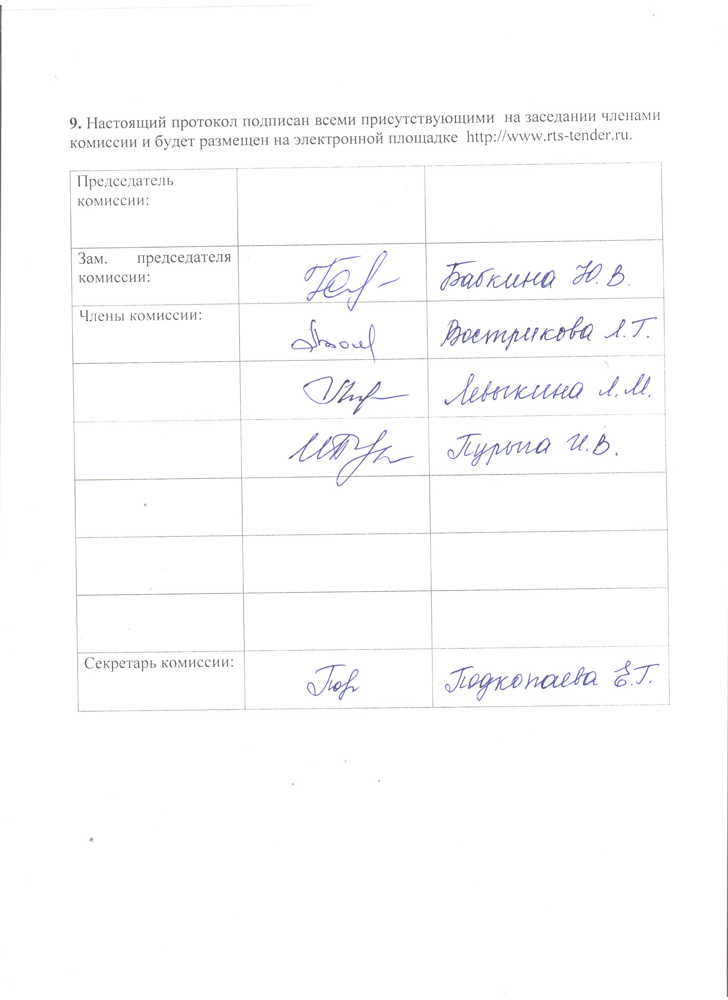 9. Настоящий протокол подписан всеми присутствующими на заседании членами
комиссии и будет размещен на электронной площадке http://www.rts-tender.ru.
Председатель
комиссии:
Зам. председателя
комиссии:
Бабкина Ю. В.
Члены комиссии:
Вострикова Л. Г.
Левыкина Л. М.
Пурыга И. В.
Секретарь комиссии:
Подкопаева Е. Г.